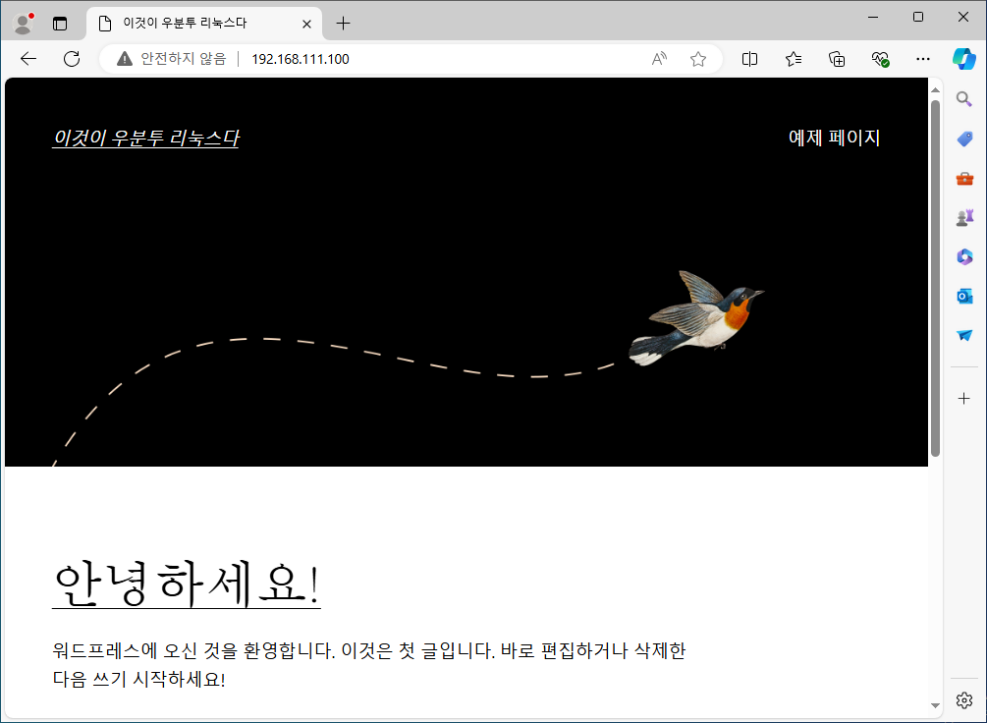 이것이 우분투 리눅스다
안전하지 않음 192.168.111.100
이것이 우분투 리눅스다
예제 페이지
안녕하세요!
워드프레스에 오신 것을 환영합니다. 이것은 첫 글입니다. 바로 편집하거나 삭제한
다음 쓰기 시작하세요!